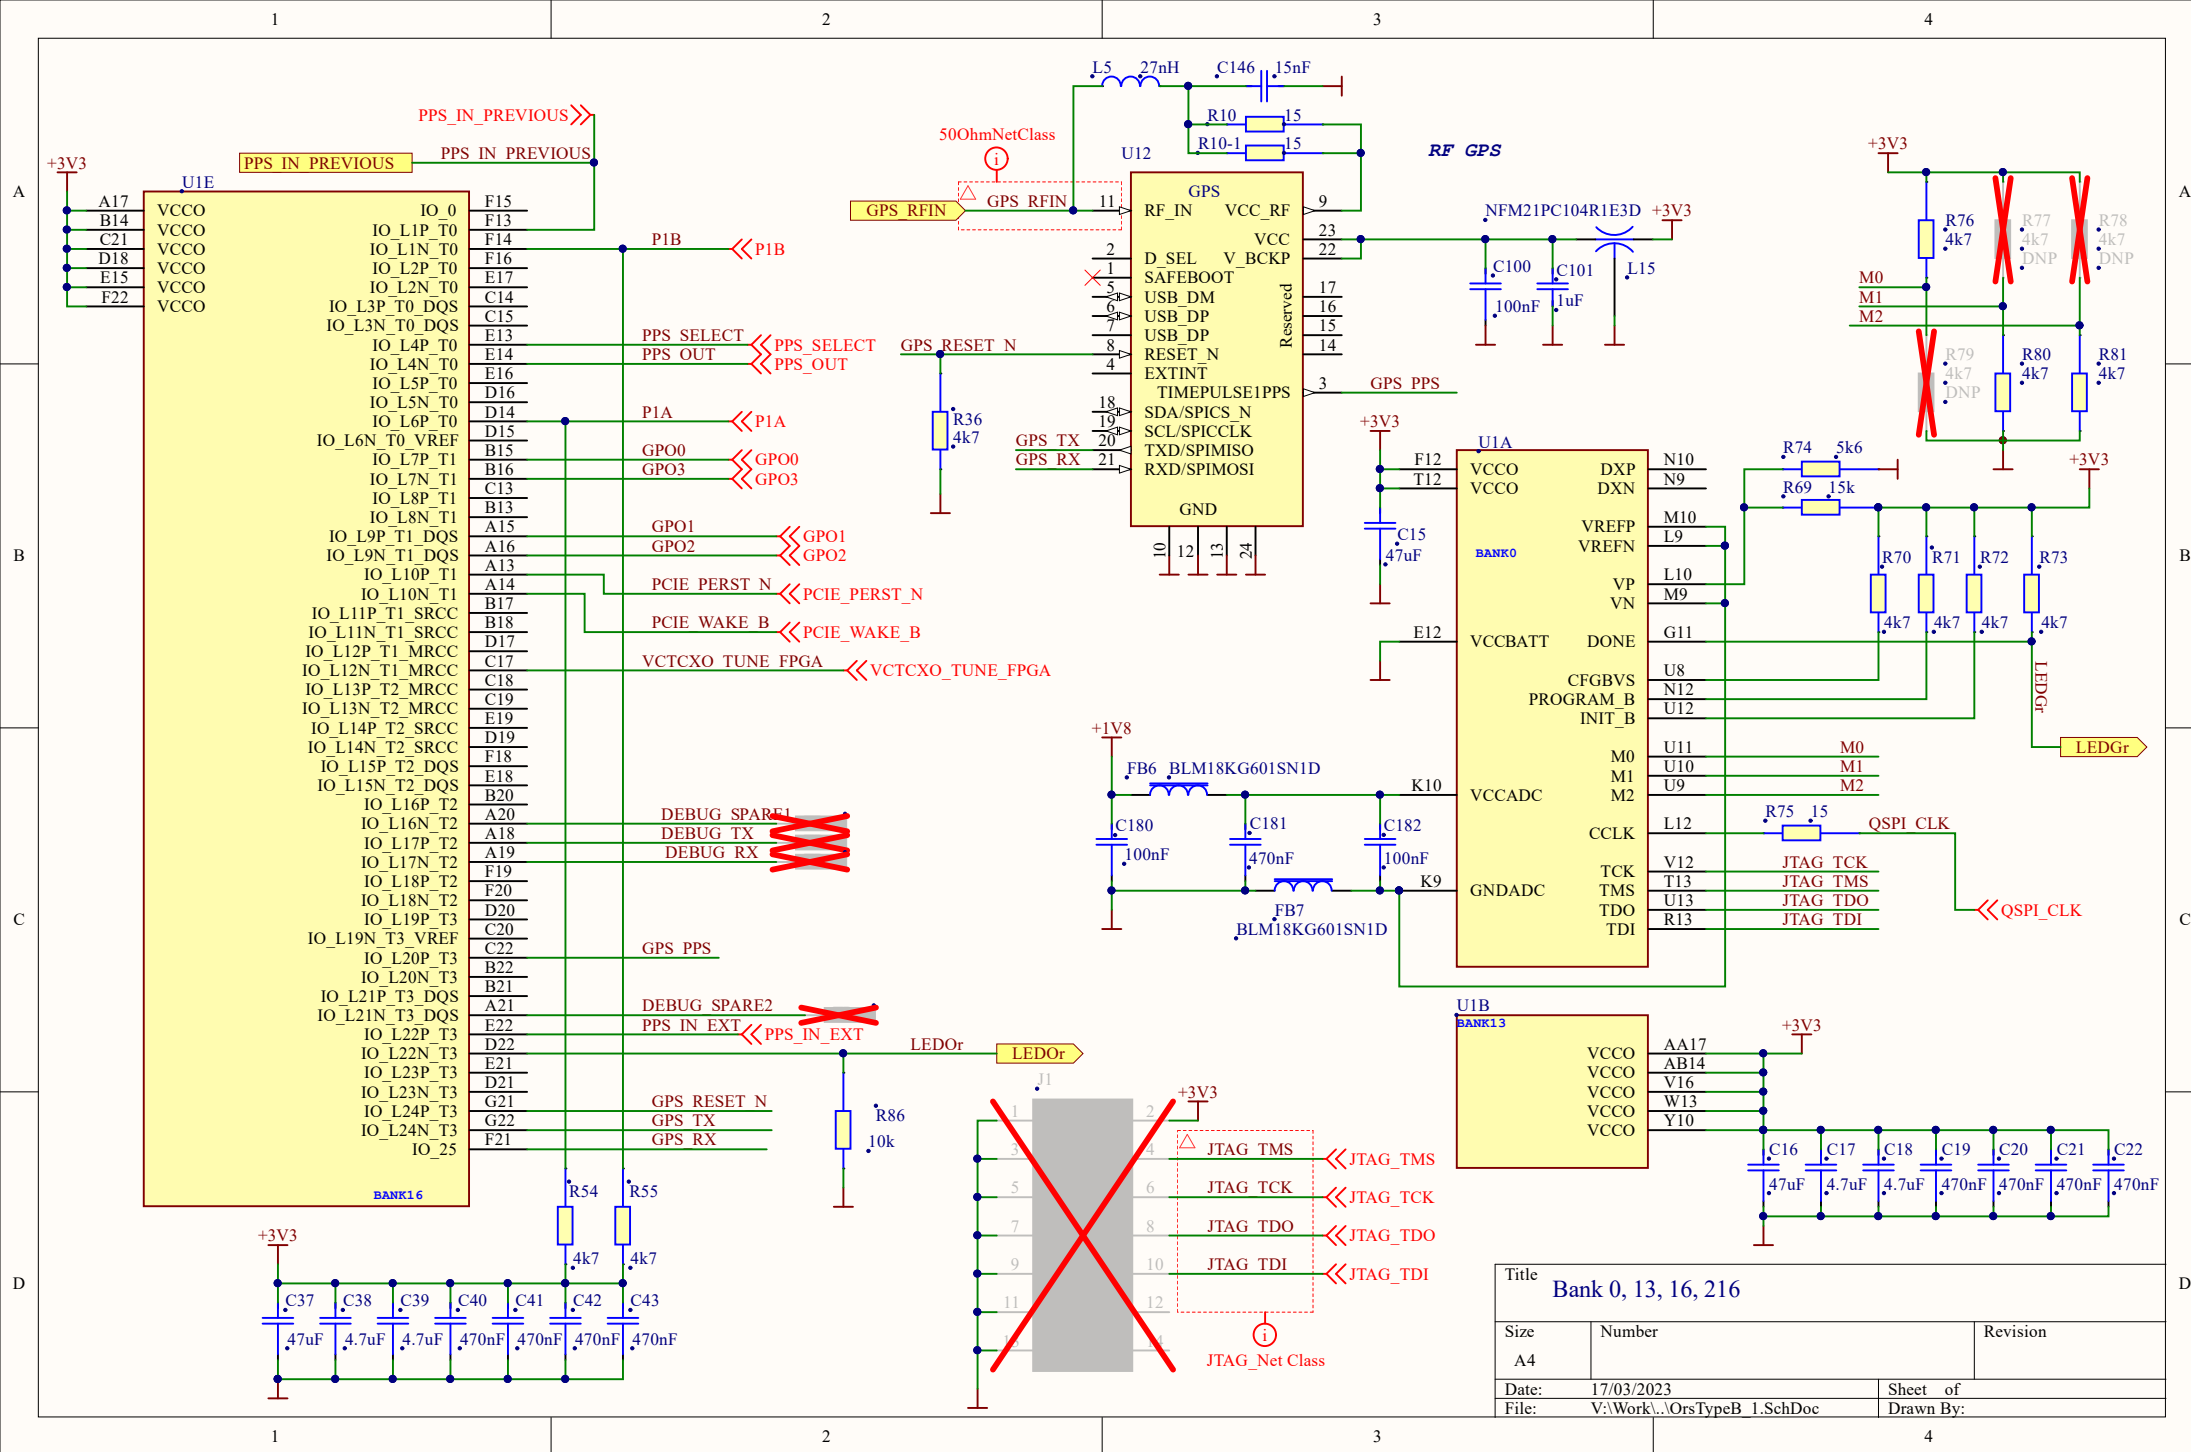 1 2 3 4
A B C D
PPS_IN_PREVIOUS
PPS_IN_PREVIOUS PPS_IN_PREVIOUS
+3V3
U1E
A17 VCCO IO_0 F15
B14 VCCO IO_L1P_T0 F13
C21 VCCO IO_L1N_T0 F14 P1B P1B
D18 VCCO IO_L2P_T0 F16
E15 VCCO IO_L2N_T0 E17
F22 VCCO IO_L3P_T0_DQS C14
IO_L3N_T0_DQS C15
IO_L4P_T0 E13 PPS_SELECT PPS_SELECT
IO_L4N_T0 E14 PPS_OUT PPS_OUT
IO_L5P_T0 E16
IO_L5N_T0 D16
IO_L6P_T0 D14 P1A P1A
IO_L6N_T0_VREF D15
IO_L7P_T1 B15 GPO0 GPO0
IO_L7N_T1 B16 GPO3 GPO3
IO_L8P_T1 C13
IO_L8N_T1 B13
IO_L9P_T1_DQS A15 GPO1 GPO1
IO_L9N_T1_DQS A16 GPO2 GPO2
IO_L10P_T1 A13 PCIE_PERST_N PCIE_PERST_N
IO_L10N_T1 A14 PCIE_WAKE_B PCIE_WAKE_B
IO_L11P_T1_SRCC B17
IO_L11N_T1_SRCC B18
IO_L12P_T1_MRCC D17
IO_L12N_T1_MRCC C17 VCTCXO_TUNE_FPGA VCTCXO_TUNE_FPGA
IO_L13P_T2_MRCC C18
IO_L13N_T2_MRCC C19
IO_L14P_T2_SRCC E19
IO_L14N_T2_SRCC D19
IO_L15P_T2_DQS F18
IO_L15N_T2_DQS E18
IO_L16P_T2 B20
IO_L16N_T2 A20 DEBUG_SPARE1
IO_L17P_T2 A18 DEBUG_TX
IO_L17N_T2 A19 DEBUG_RX
IO_L18P_T2 F19
IO_L18N_T2 F20
IO_L19P_T3 D20
IO_L19N_T3_VREF C20
IO_L20P_T3 C22 GPS_PPS
IO_L20N_T3 B22
IO_L21P_T3_DQS B21
IO_L21N_T3_DQS A21 DEBUG_SPARE2
IO_L22P_T3 E22 PPS_IN_EXT PPS_IN_EXT
IO_L22N_T3 D22 LEDOr LEDOr
IO_L23P_T3 E21
IO_L23N_T3 D21
IO_L24P_T3 G21 GPS_RESET_N
IO_L24N_T3 G22 GPS_TX
IO_25 F21 GPS_RX
BANK16
R86
10k
R54 R55
4k7 4k7
+3V3
C37 C38 C39 C40 C41 C42 C43
47uF 4.7uF 4.7uF 470nF 470nF 470nF 470nF
L5 27nH C146 15nF
R10 15
R10-1 15
50OhmNetClass
i
GPS_RFIN GPS_RFIN
U12
GPS
RF GPS
11 RF_IN VCC_RF 9
VCC 23
2 D_SEL V_BCKP 22
1 SAFEBOOT
5 USB_DM 17
6 USB_DP 16
7 USB_DP 15
8 RESET_N 14
Reserved
4 EXTINT
TIMEPULSE1PPS 3 GPS_PPS
18 SDA/SPICS_N
19 SCL/SPICCLK
GPS_TX 20 TXD/SPIMISO
GPS_RX 21 RXD/SPIMOSI
GND
10 12 13 24
GPS_RESET_N
R36
4k7
NFM21PC104R1E3D +3V3
L15
C100 C101
100nF 1uF
+3V3
R76 R77 R78
4k7 4k7 4k7
DNP DNP
M0
M1
M2
R79 R80 R81
4k7 4k7 4k7
DNP
+3V3
U1A
F12 VCCO DXP N10
T12 VCCO DXN N9
VREFP M10
VREFN L9
BANK0
VP L10
VN M9
E12 VCCBATT DONE G11
CFGBVS U8
PROGRAM_B N12
INIT_B U12
M0 U11 M0
M1 U10 M1
K10 VCCADC M2 U9 M2
CCLK L12 R75 15 QSPI_CLK QSPI_CLK
TCK V12 JTAG_TCK
K9 GNDADC TMS T13 JTAG_TMS
TDO U13 JTAG_TDO
TDI R13 JTAG_TDI
C15
47uF
R74 5k6
R69 15k
+3V3
R70 R71 R72 R73
4k7 4k7 4k7 4k7
LEDGr
LEDGr
+1V8
FB6 BLM18KG601SN1D
C180 C181 C182
100nF 470nF 100nF
FB7
BLM18KG601SN1D
U1B
BANK13
+3V3
VCCO AA17
VCCO AB14
VCCO V16
VCCO W13
VCCO Y10
C16 C17 C18 C19 C20 C21 C22
47uF 4.7uF 4.7uF 470nF 470nF 470nF 470nF
J1
+3V3
1 2
3 4 JTAG_TMS JTAG_TMS
5 6 JTAG_TCK JTAG_TCK
7 8 JTAG_TDO JTAG_TDO
9 10 JTAG_TDI JTAG_TDI
11 12
i
JTAG_Net Class
Title Bank 0, 13, 16, 216
Size Number Revision
A4
Date: 17/03/2023 Sheet of
File: V:\Work\..\OrsTypeB_1.SchDoc Drawn By:
A B C D
1 2 3 4